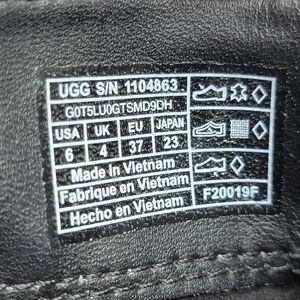 UGG S/N 1104863
G0T5LU0GTSMD9DH
USA UK EU JAPAN
6 4 37 23
Made in Vietnam
Fabrique en Vietnam
Hecho en Vietnam
F20019F